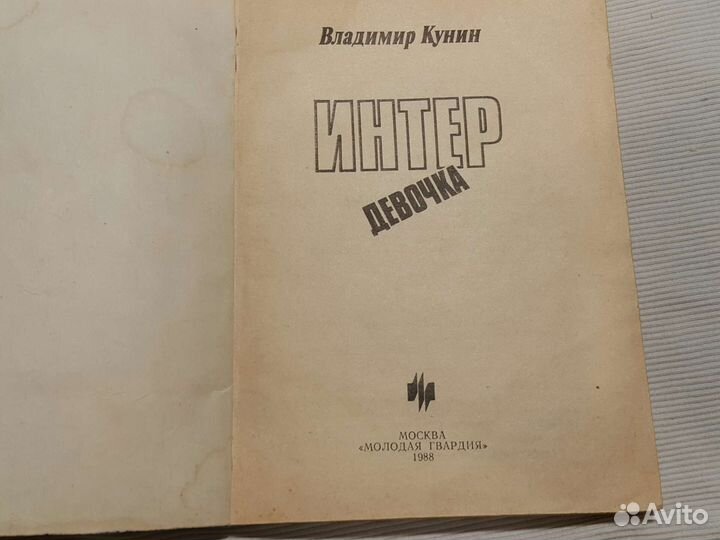 Владимир Кунин
ИНТЕР
ДЕВОЧКА
МОСКВА
«МОЛОДАЯ ГВАРДИЯ»
1988
Avito